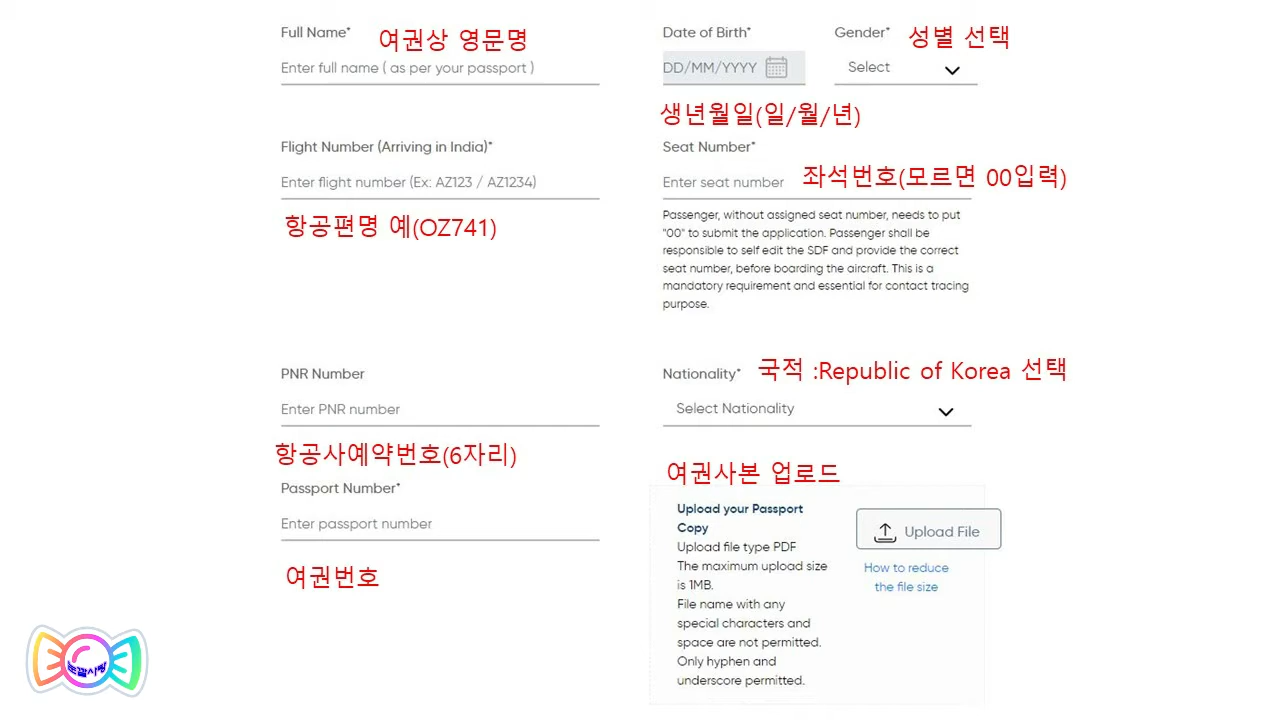 Full Name*
여권상 영문명
Enter full name ( as per your passport )
Date of Birth*
DD/MM/YYYY
생년월일(일/월/년)
Gender*
성별 선택
Select
Flight Number (Arriving in India)*
Enter flight number (Ex: AZ123 / AZ1234)
항공편명 예(OZ741)
Seat Number*
Enter seat number
좌석번호(모르면 00입력)
Passenger, without assigned seat number, needs to put
"00" to submit the application. Passenger shall be
responsible to self edit the SDF and provide the correct
seat number, before boarding the aircraft. This is a
mandatory requirement and essential for contact tracing
purpose.
PNR Number
Enter PNR number
항공사예약번호(6자리)
Nationality*
국적 :Republic of Korea 선택
Select Nationality
Passport Number*
Enter passport number
여권번호
여권사본 업로드
Upload your Passport
Copy
Upload file type PDF
The maximum upload size
is 1MB.
File name with any
special characters and
space are not permitted.
Only hyphen and
underscore permitted.
Upload File
How to reduce
the file size